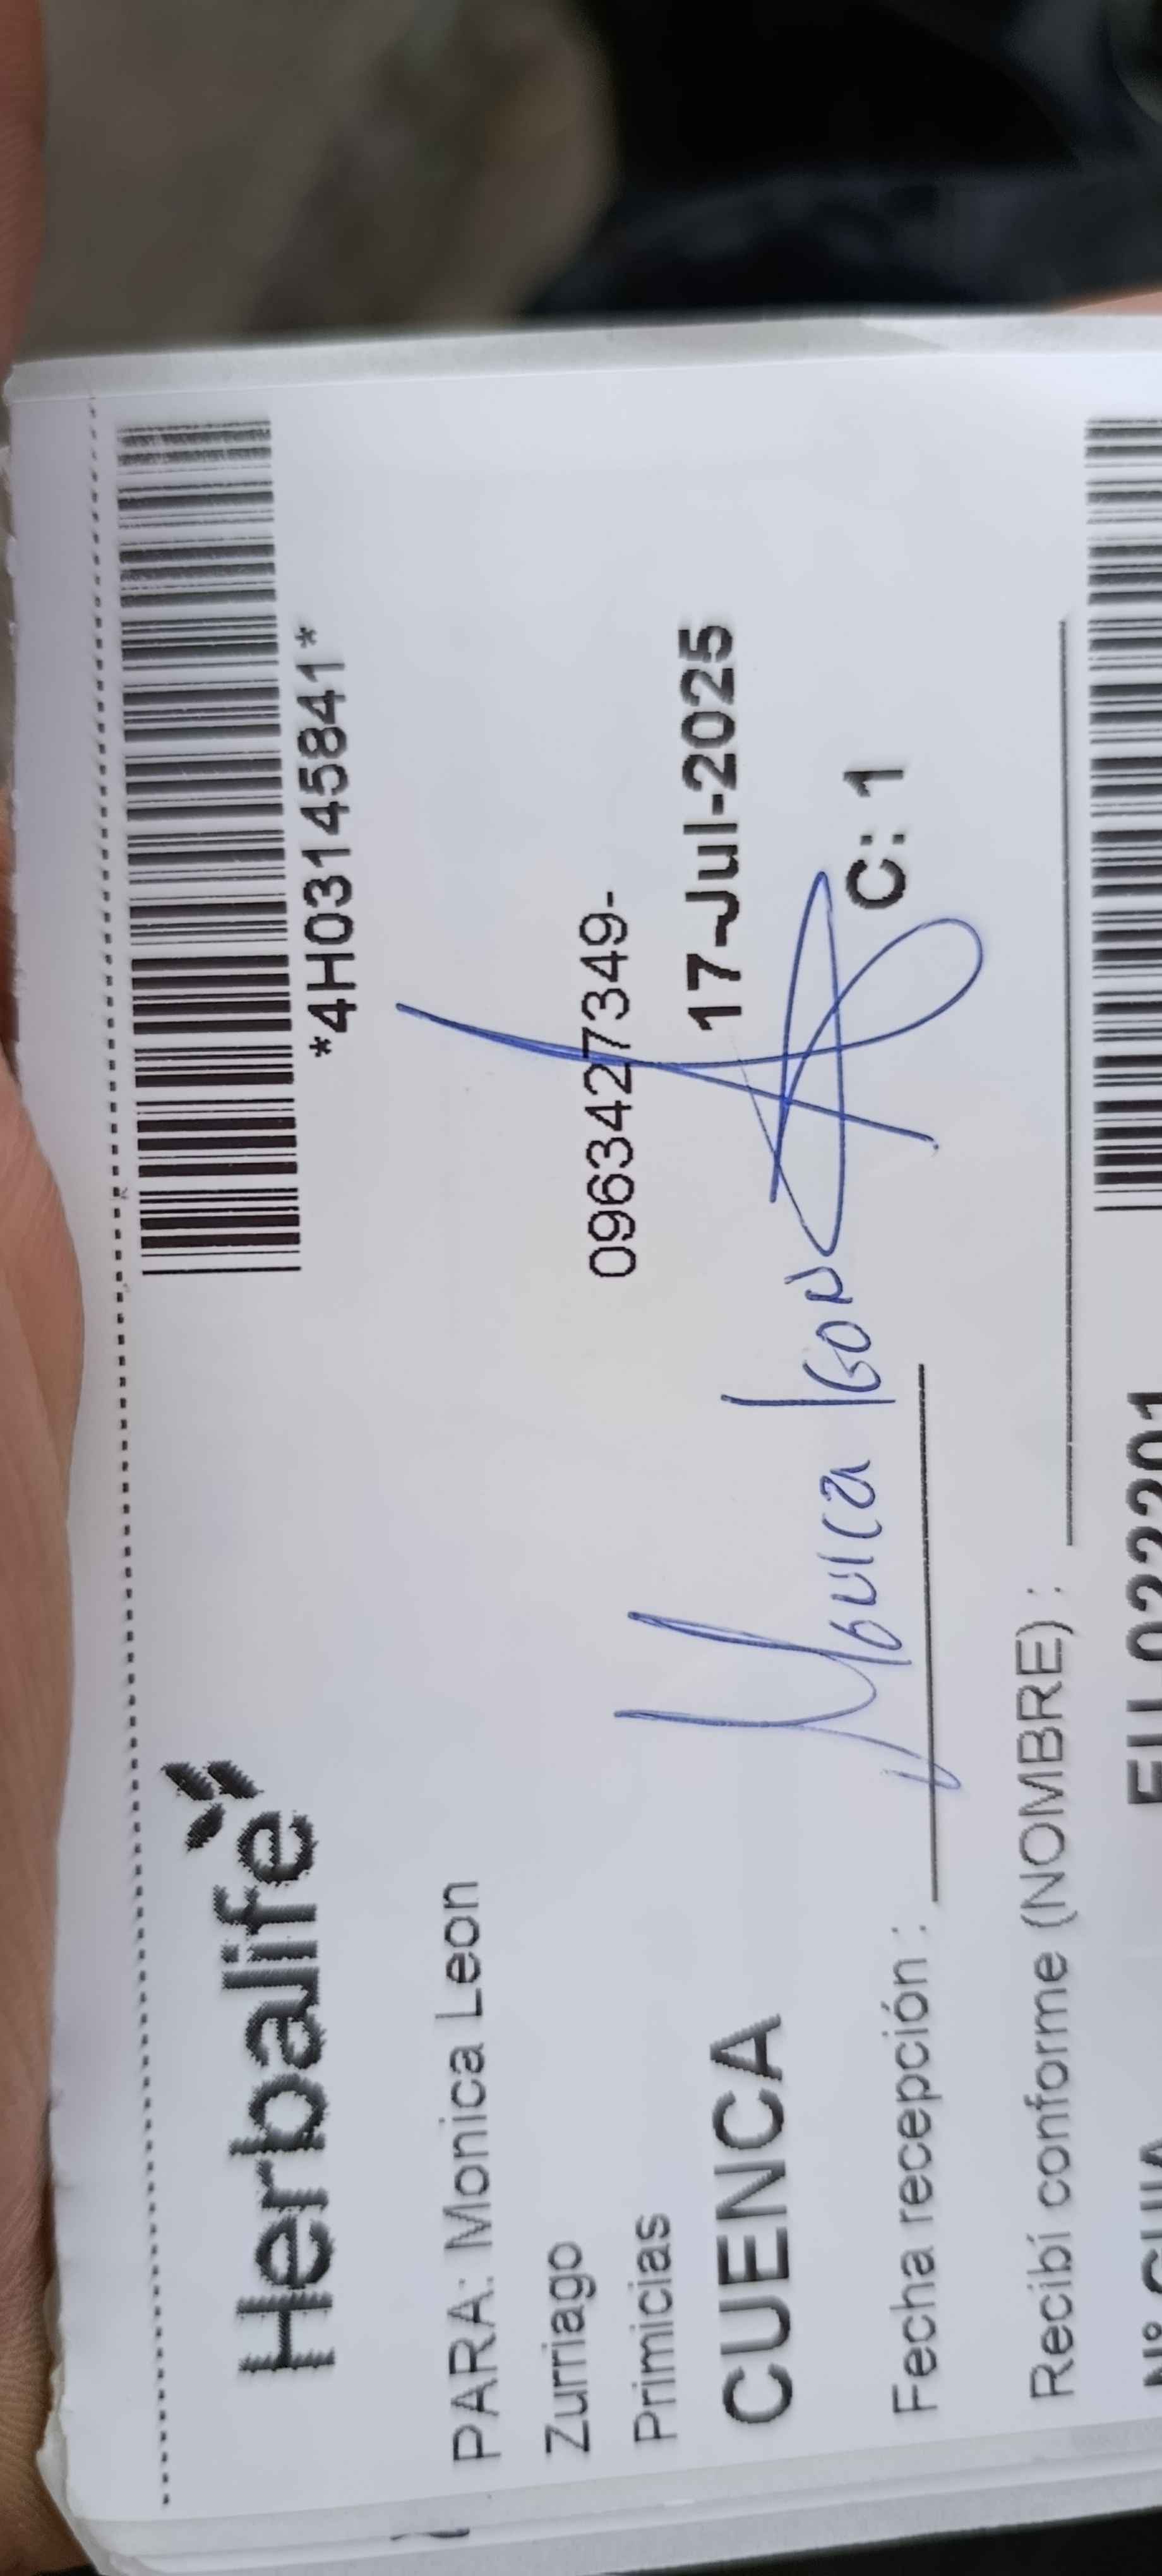 Herbalife
*4H03145841*
PARA: Monica Leon
Zurriago
0963427349-
Primicias
17-Jul-2025
CUENCA
C: 1
Monica leon
Fecha recepción :
Recibí conforme (NOMBRE) :